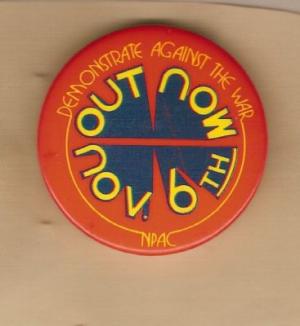 DEMONSTRATE AGAINST THE WAR
OUT NOW
NOV. 6TH
NPAC